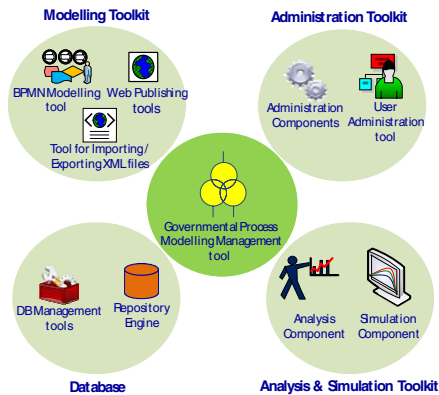 Modelling Toolkit
Administration Toolkit
BPMN Modelling
tool
Web Publishing
tools
Tool for Importing/
Exporting XML files
Administration
Components
User
Administration
tool
Governmental Process
Modelling Management
tool
DB Management
tools
Repository
Engine
Analysis
Component
Simulation
Component
Database
Analysis & Simulation Toolkit